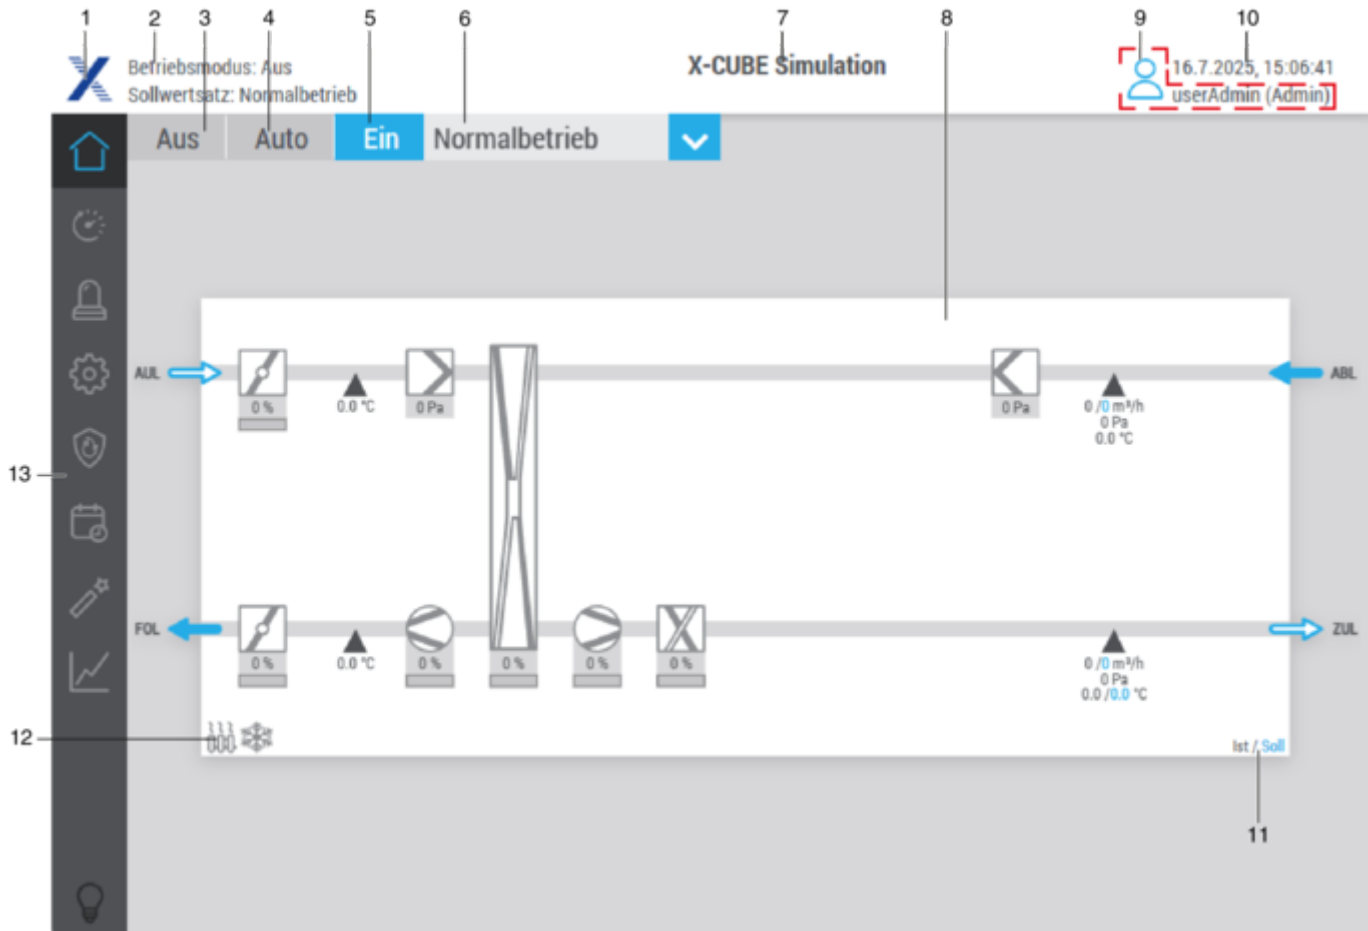 1 2 3 4 5 6 7 8 9 10
Betriebsmodus: Aus
Sollwertsatz: Normalbetrieb
X-CUBE Simulation
16.7.2025, 15:06:41
userAdmin (Admin)
Aus Auto Ein Normalbetrieb
AUL
0 %
0.0 °C
0 Pa
0 Pa
0 /0 m³/h
0 Pa
0.0 °C
ABL
13
FOL
0 %
0.0 °C
0 %
0 %
0 %
0 %
0 /0 m³/h
0 Pa
0.0 /0.0 °C
ZUL
12
Ist / Soll
11